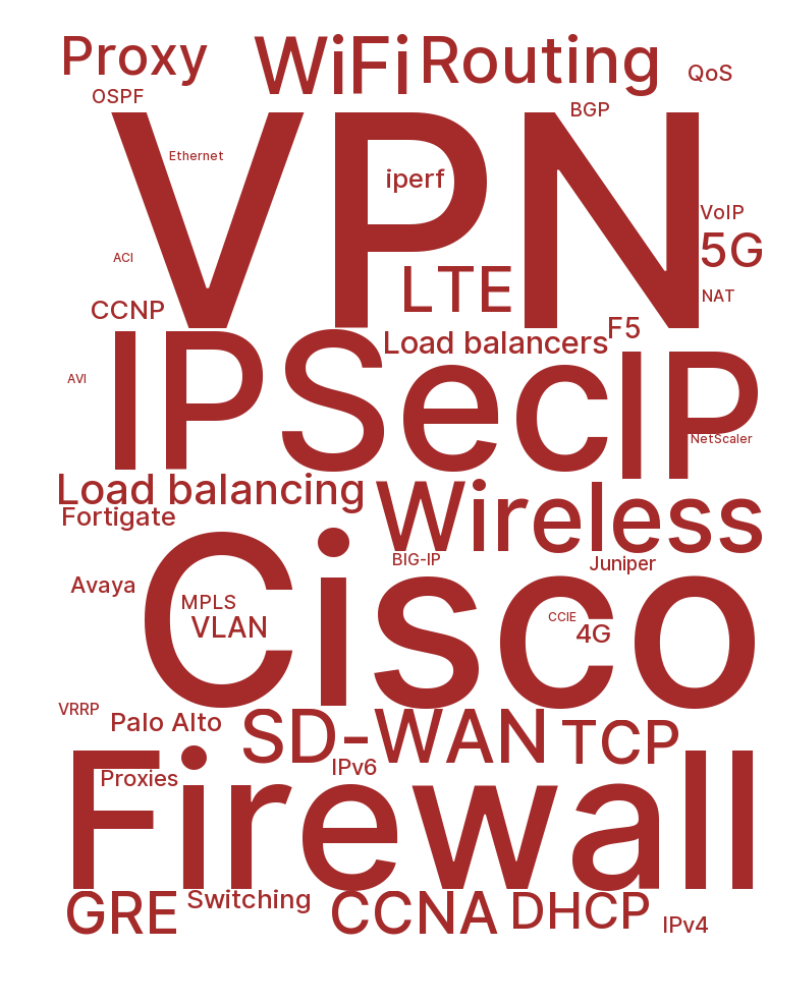 Proxy WiFi Routing QoS
OSPF BGP
VPN
Ethernet
iperf
VoIP
5G
ACI LTE NAT
CCNP
Load balancers F5
IPSec IP
AVI
NetScaler
Load balancing Wireless
Fortigate
BIG-IP Juniper
Cisco
Avaya
MPLS
VLAN
CCIE
4G
VRRP
Palo Alto SD-WAN TCP
IPv6
Firewall
Proxies
GRE Switching CCNA DHCP IPv4